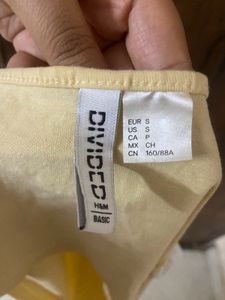 DIVIDED
H&M
BASIC
EUR S
US S
CA P
MX CH
CN 160/88A